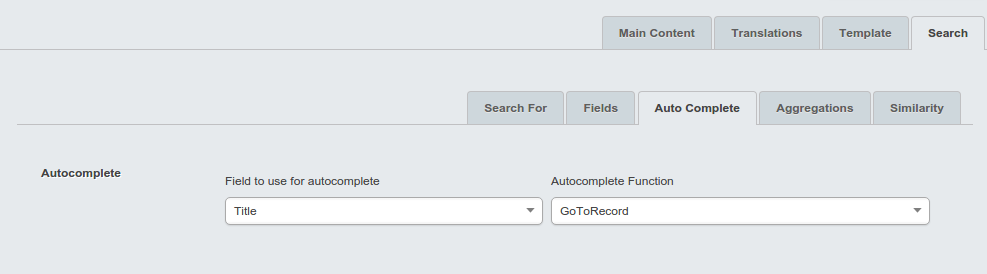 Main Content Translations Template Search
Search For Fields Auto Complete Aggregations Similarity
Autocomplete
Field to use for autocomplete Autocomplete Function
Title GoToRecord